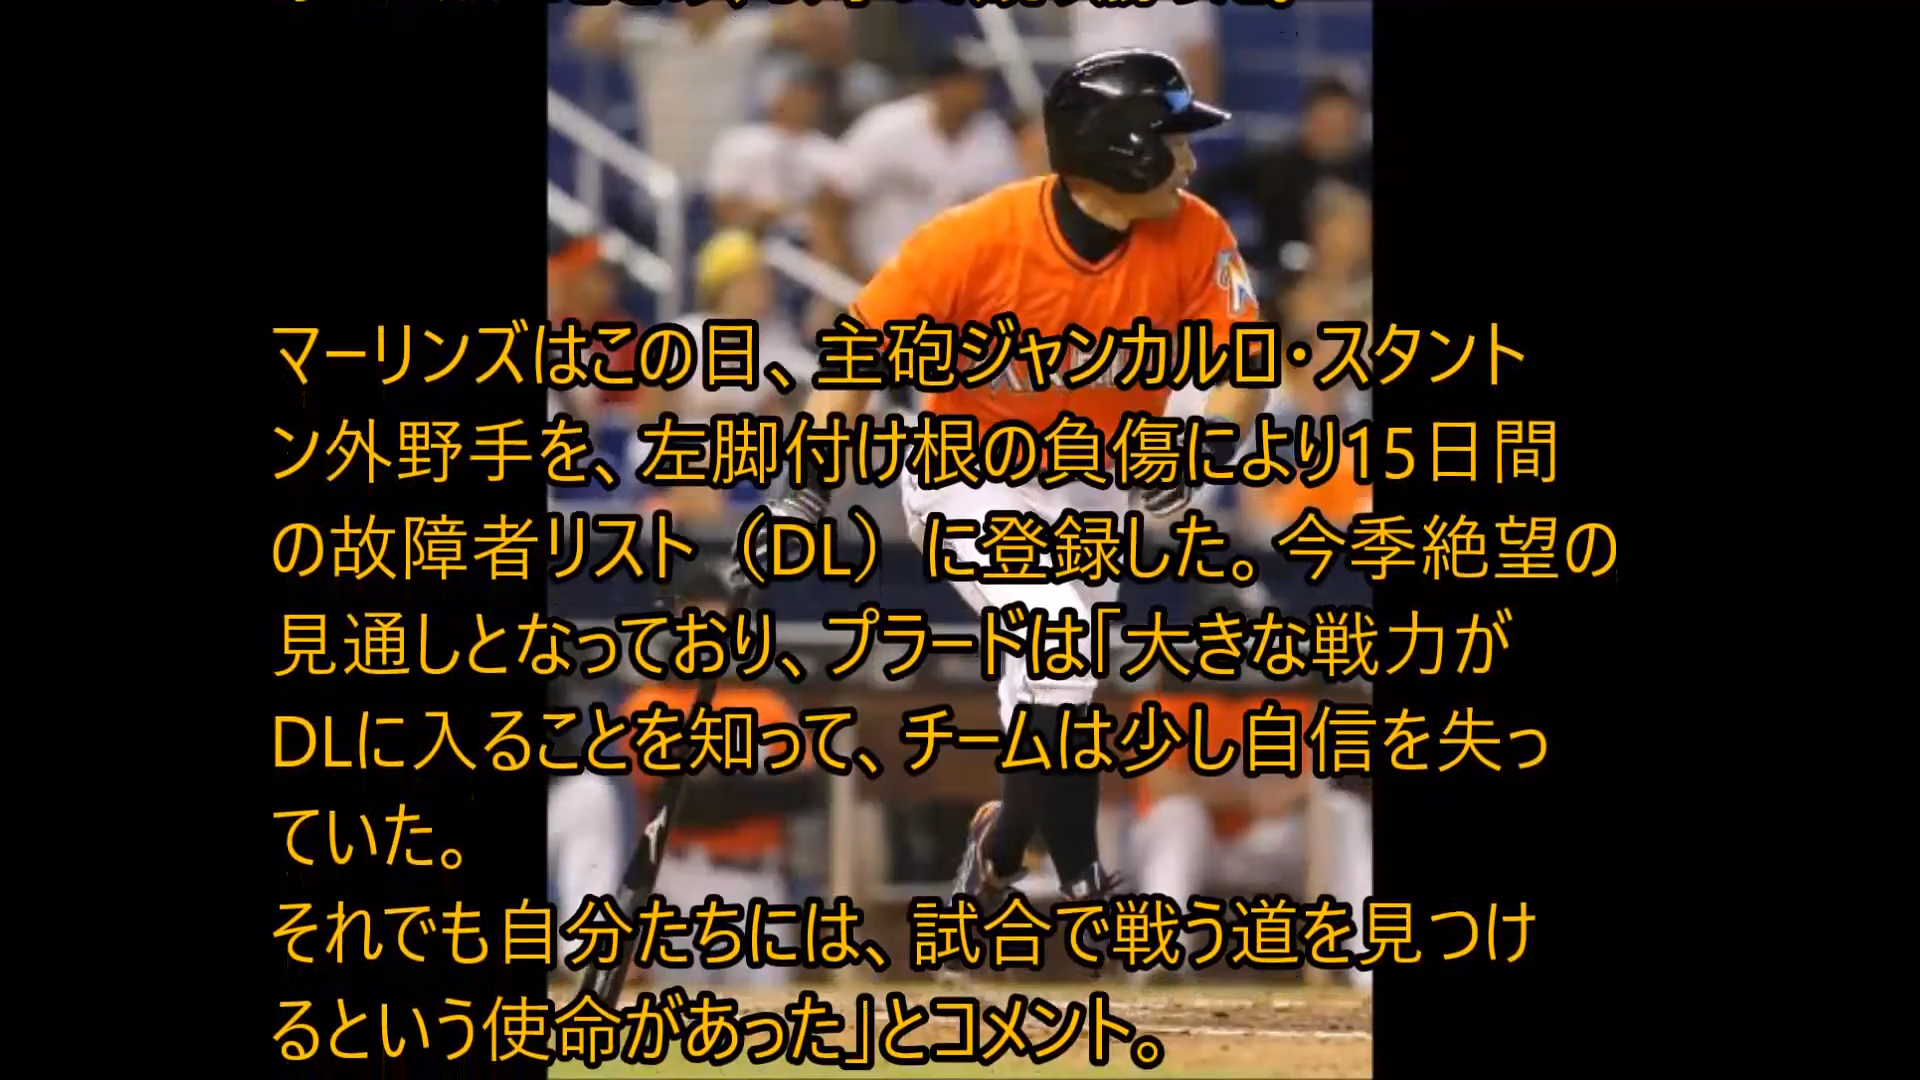 マーリンズはこの日、主砲ジャンカルロ・スタント
ン外野手を、左脚付け根の負傷により15日間
の故障者リスト（DL）に登録した。今季絶望の
見通しとなっており、プラードは「大きな戦力が
DLに入ることを知って、チームは少し自信を失っ
ていた。
それでも自分たちには、試合で戦う道を見つけ
るという使命があった」とコメント。